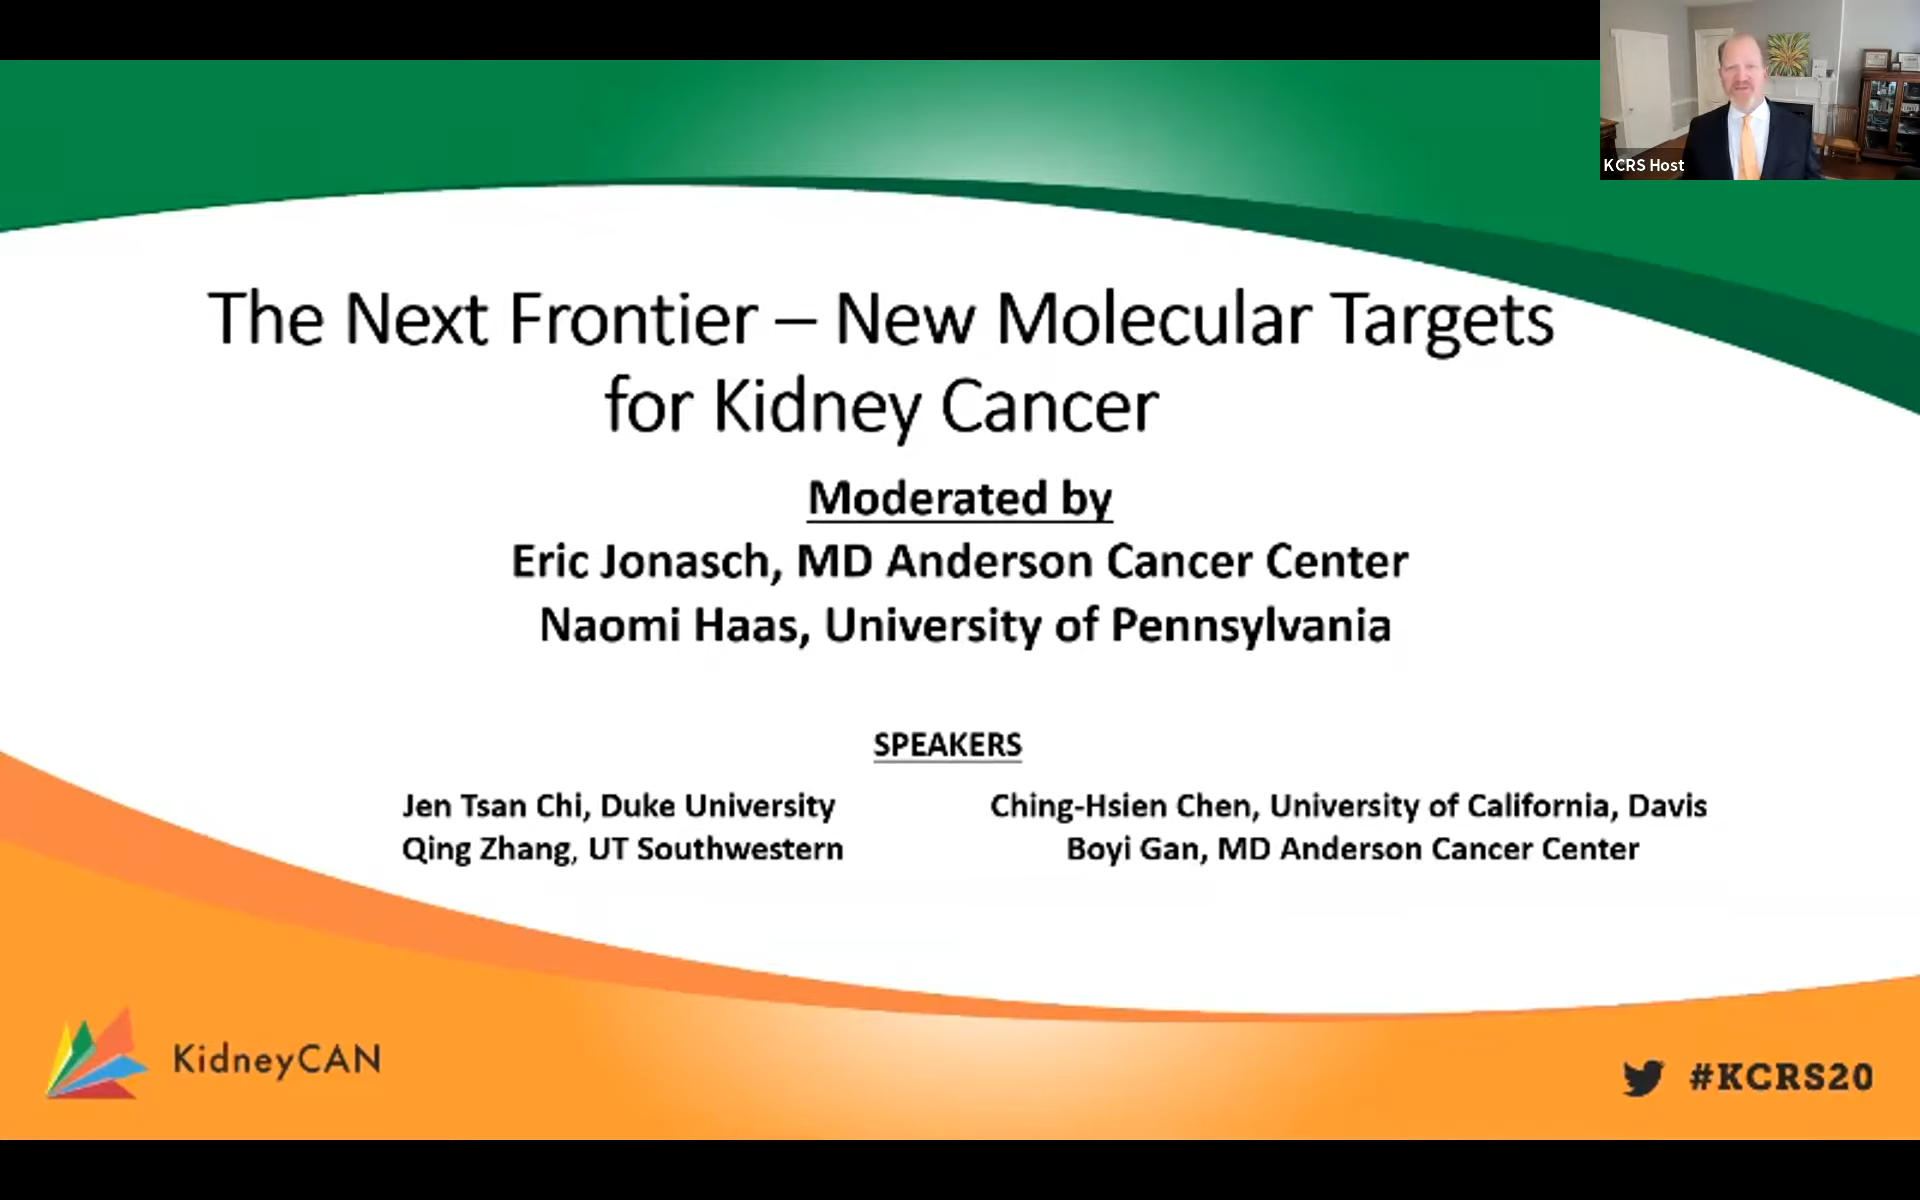 KCRS Host
The Next Frontier – New Molecular Targets
for Kidney Cancer
Moderated by
Eric Jonasch, MD Anderson Cancer Center
Naomi Haas, University of Pennsylvania
SPEAKERS
Jen Tsan Chi, Duke University
Qing Zhang, UT Southwestern
Ching-Hsien Chen, University of California, Davis
Boyi Gan, MD Anderson Cancer Center
KidneyCAN
#KCRS20